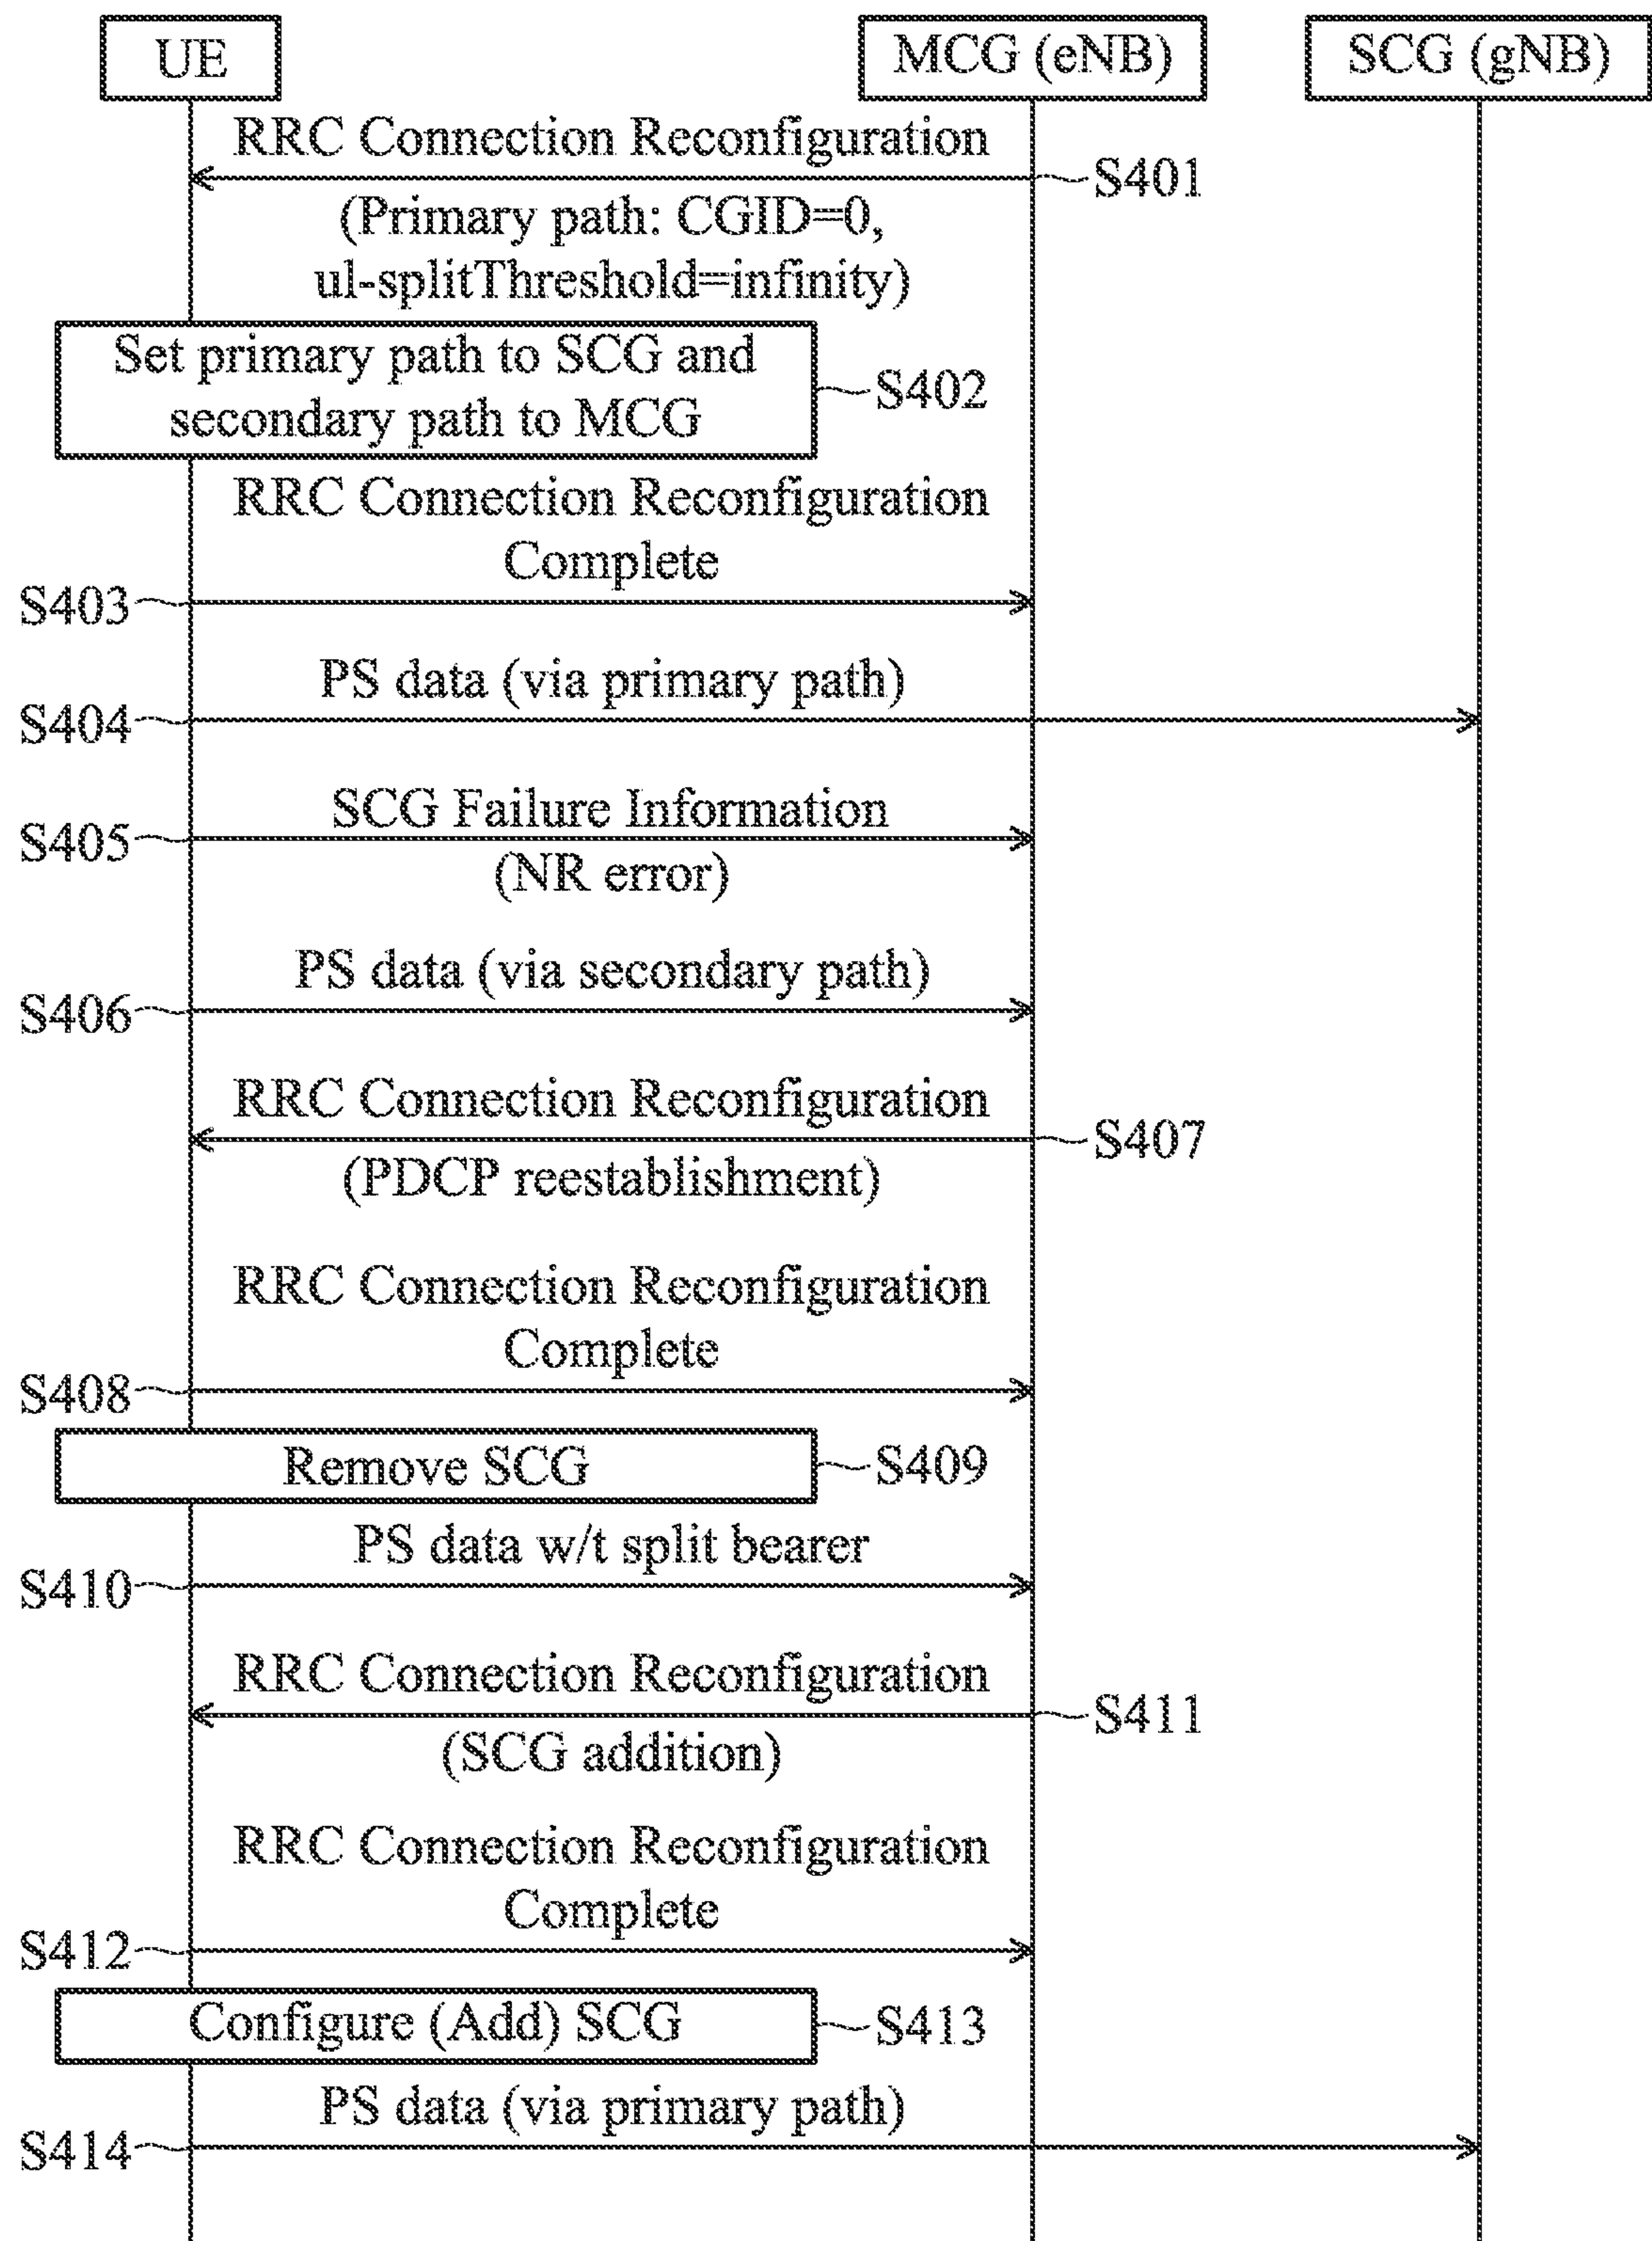 UE
MCG (eNB)
SCG (gNB)
RRC Connection Reconfiguration
S401
(Primary path: CGID=0,
ul-splitThreshold=infinity)
Set primary path to SCG and
secondary path to MCG
S402
RRC Connection Reconfiguration
Complete
S403
PS data (via primary path)
S404
SCG Failure Information
S405
(NR error)
PS data (via secondary path)
S406
RRC Connection Reconfiguration
S407
(PDCP reestablishment)
RRC Connection Reconfiguration
Complete
S408
Remove SCG
S409
PS data w/t split bearer
S410
RRC Connection Reconfiguration
S411
(SCG addition)
RRC Connection Reconfiguration
Complete
S412
Configure (Add) SCG
S413
PS data (via primary path)
S414